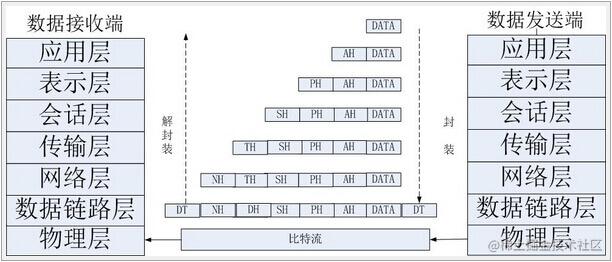 数据接收端
应用层
表示层
会话层
传输层
网络层
数据链路层
物理层
解封装
DATA
AH DATA
PH AH DATA
SH PH AH DATA
TH SH PH AH DATA
NH TH SH PH AH DATA
DT NH DH SH PH AH DATA DT
比特流
封装
数据发送端
应用层
表示层
会话层
传输层
网络层
数据链路层
物理层
@稀土掘金技术社区